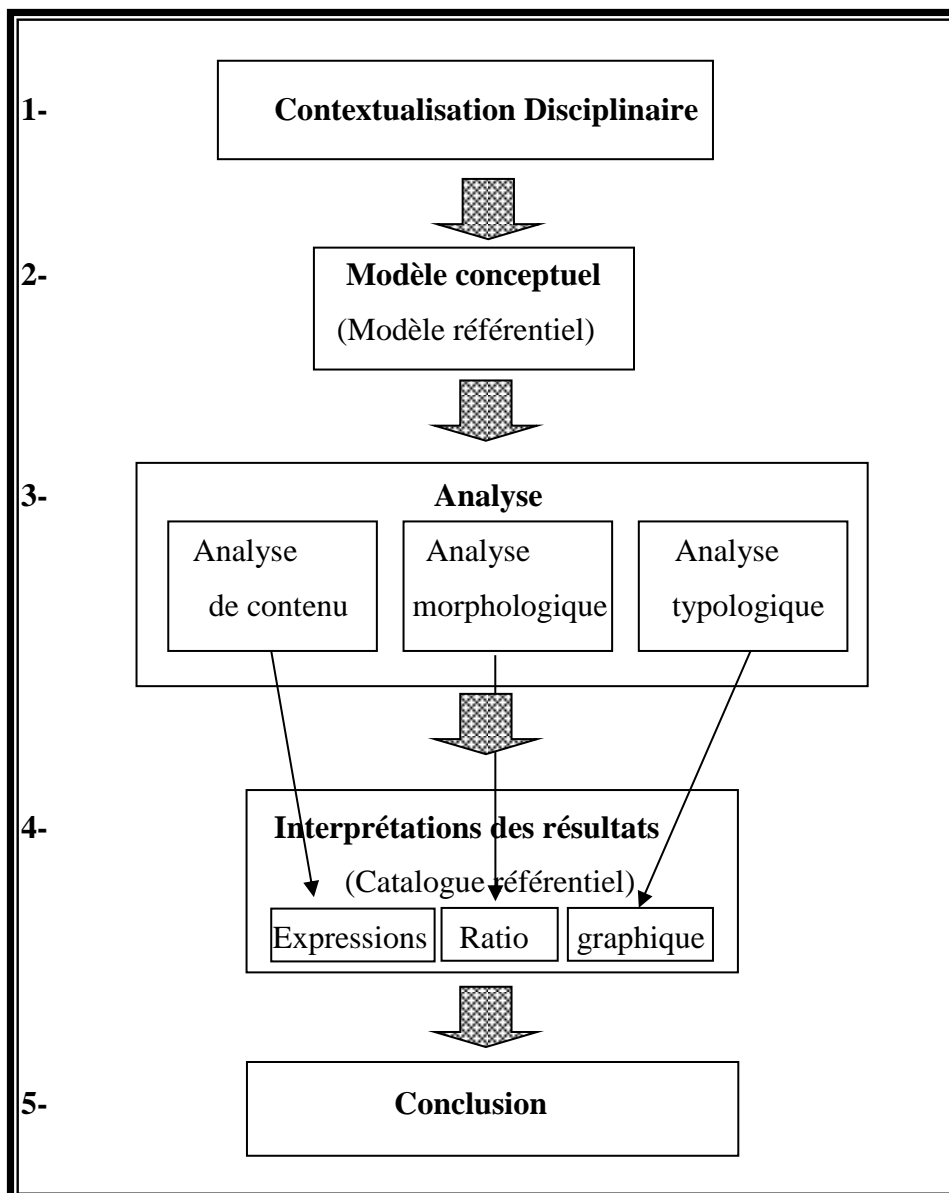 1- Contextualisation Disciplinaire
2- Modèle conceptuel
(Modèle référentiel)
3- Analyse
Analyse Analyse Analyse
de contenu morphologique typologique
4- Interprétations des résultats
(Catalogue référentiel)
Expressions Ratio graphique
5- Conclusion